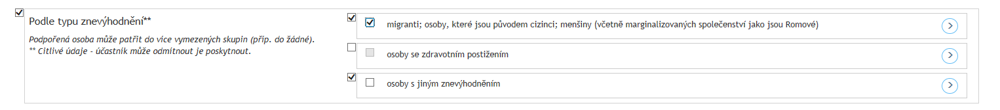 Podle typu znevýhodnění**
Podpořená osoba může patřit do více vymezených skupin (příp. do žádné).
** Citlivé údaje - účastník může odmítnout je poskytnout.
migranti; osoby, které jsou původem cizinci; menšiny (včetně marginalizovaných společenství jako jsou Romové)
osoby se zdravotním postižením
osoby s jiným znevýhodněním